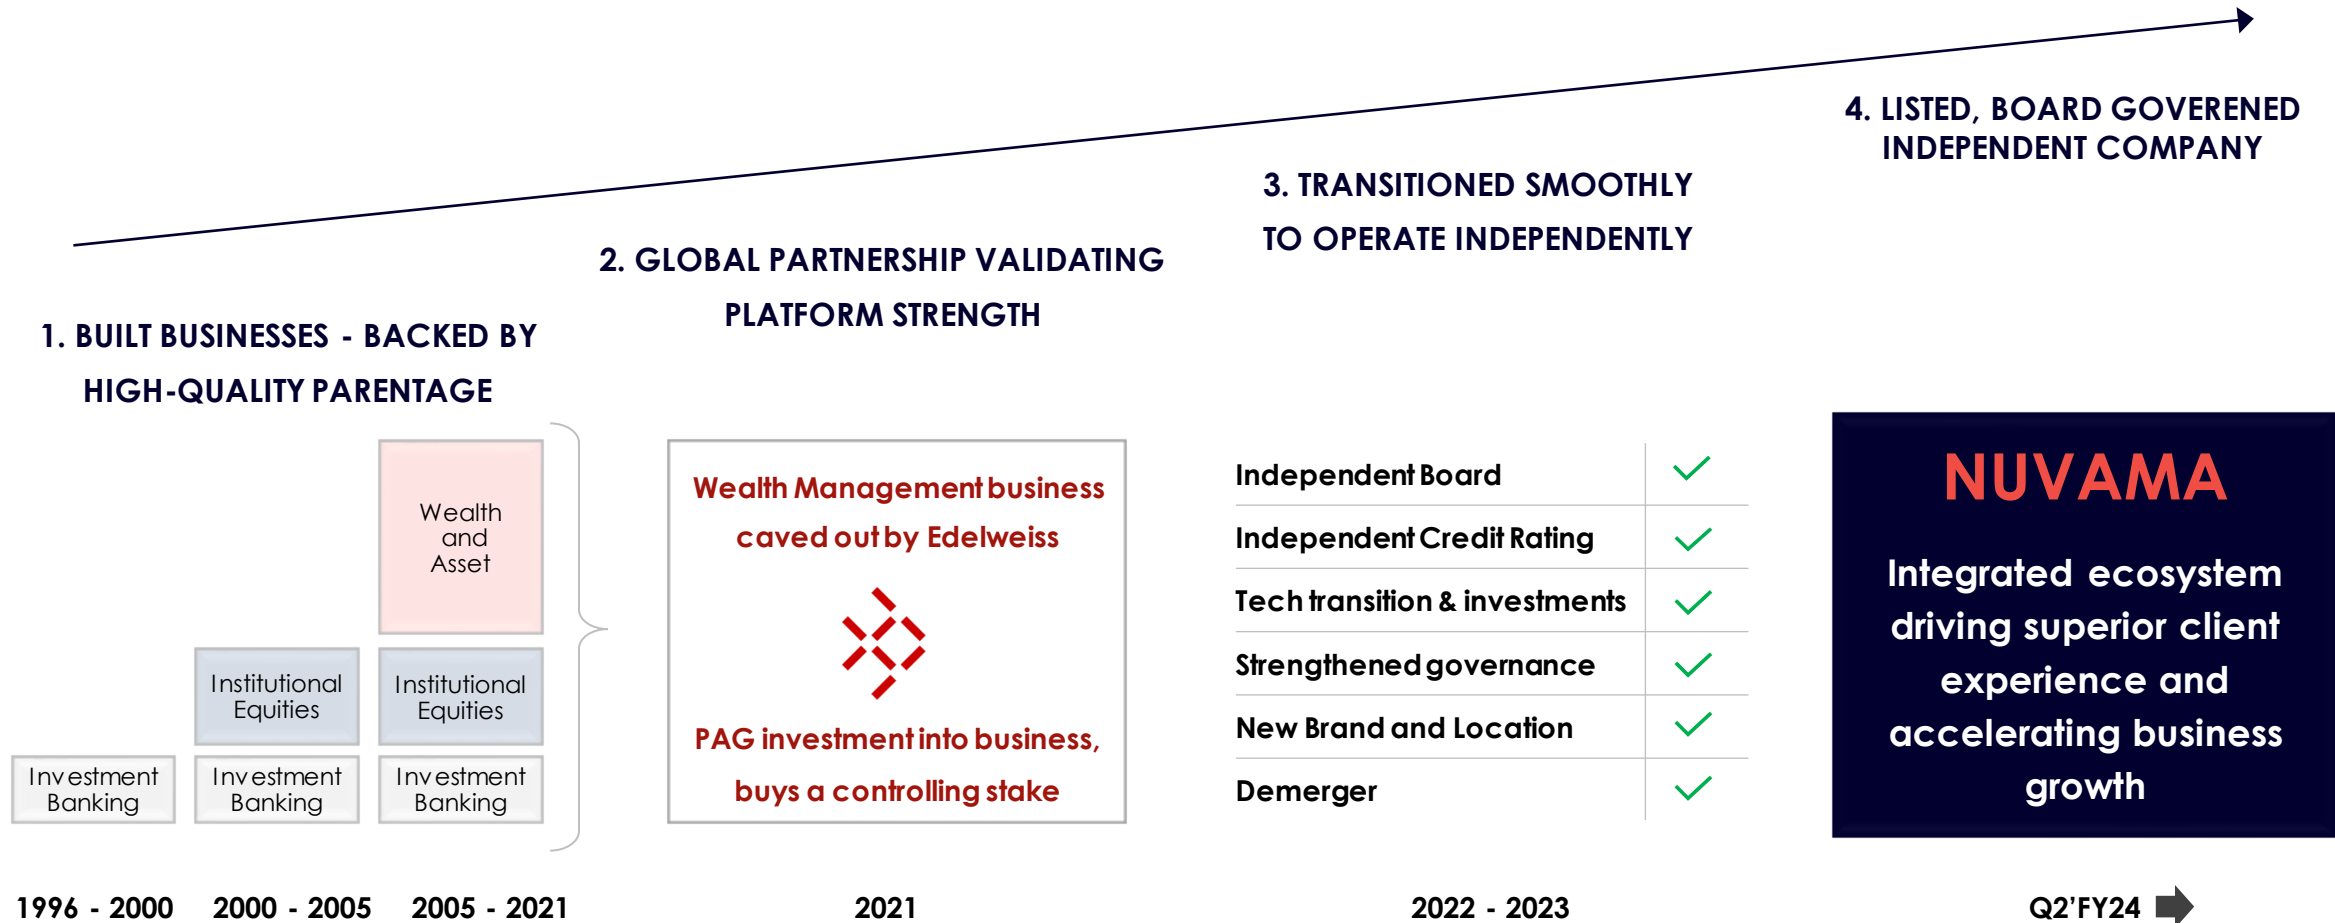 4. LISTED, BOARD GOVERENED
INDEPENDENT COMPANY
3. TRANSITIONED SMOOTHLY
TO OPERATE INDEPENDENTLY
2. GLOBAL PARTNERSHIP VALIDATING
PLATFORM STRENGTH
1. BUILT BUSINESSES - BACKED BY
HIGH-QUALITY PARENTAGE
Wealth
and
Asset
Institutional
Equities
Institutional
Equities
Investment
Banking
Investment
Banking
Investment
Banking
Wealth Management business
caved out by Edelweiss
PAG investment into business,
buys a controlling stake
Independent Board
Independent Credit Rating
Tech transition & investments
Strengthened governance
New Brand and Location
Demerger
NUVAMA
Integrated ecosystem
driving superior client
experience and
accelerating business
growth
1996 - 2000
2000 - 2005
2005 - 2021
2021
2022 - 2023
Q2’FY24